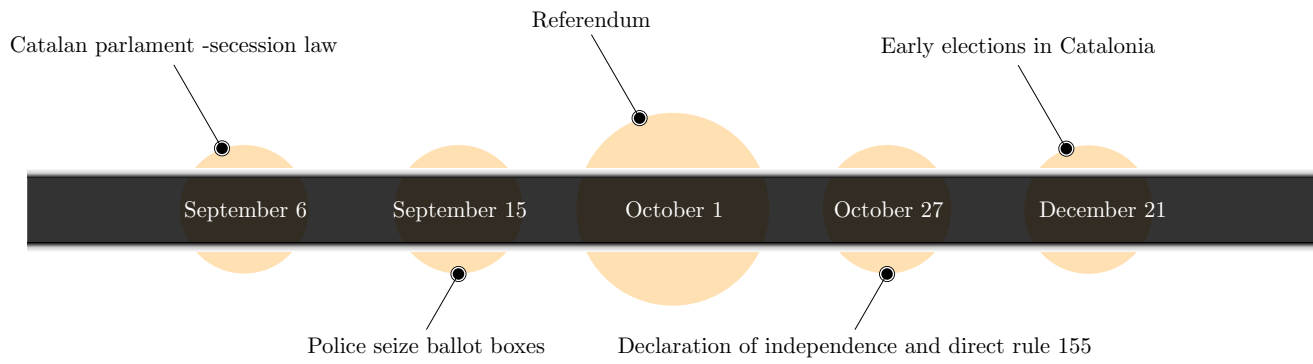 Referendum
Catalan parlament -secession law
Early elections in Catalonia
September 6
September 15
October 1
October 27
December 21
Police seize ballot boxes
Declaration of independence and direct rule 155